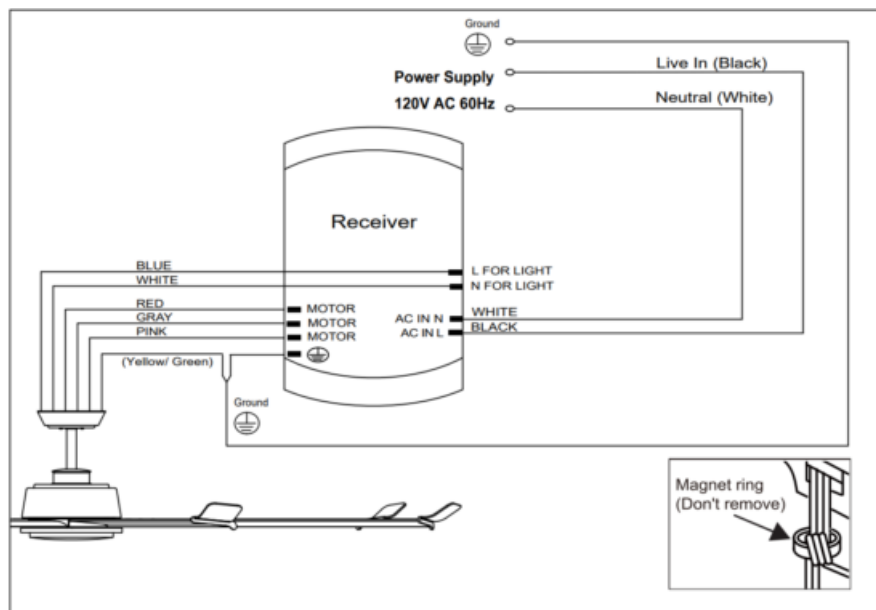 Ground
Live In (Black)
Power Supply
120V AC 60Hz
Neutral (White)
Receiver
BLUE
L FOR LIGHT
WHITE
N FOR LIGHT
RED
MOTOR
GRAY
MOTOR
PINK
MOTOR
AC IN N
WHITE
AC IN L
BLACK
(Yellow/ Green)
Ground
Magnet ring
(Don't remove)